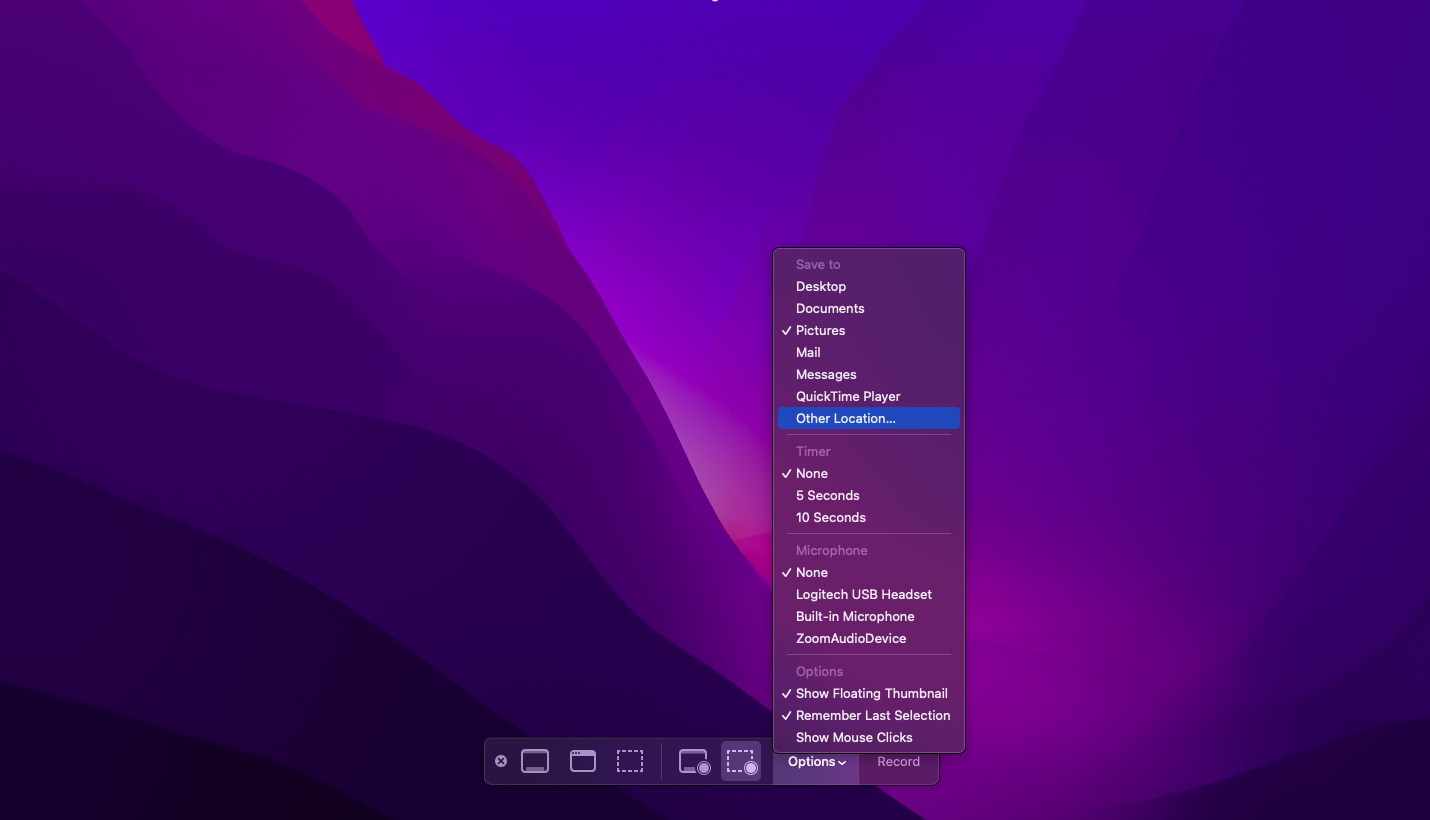 Save to
Desktop
Documents
✓ Pictures
Mail
Messages
QuickTime Player
Other Location...
Timer
✓ None
5 Seconds
10 Seconds
Microphone
✓ None
Logitech USB Headset
Built-in Microphone
ZoomAudioDevice
Options
✓ Show Floating Thumbnail
✓ Remember Last Selection
Show Mouse Clicks
Options
Record